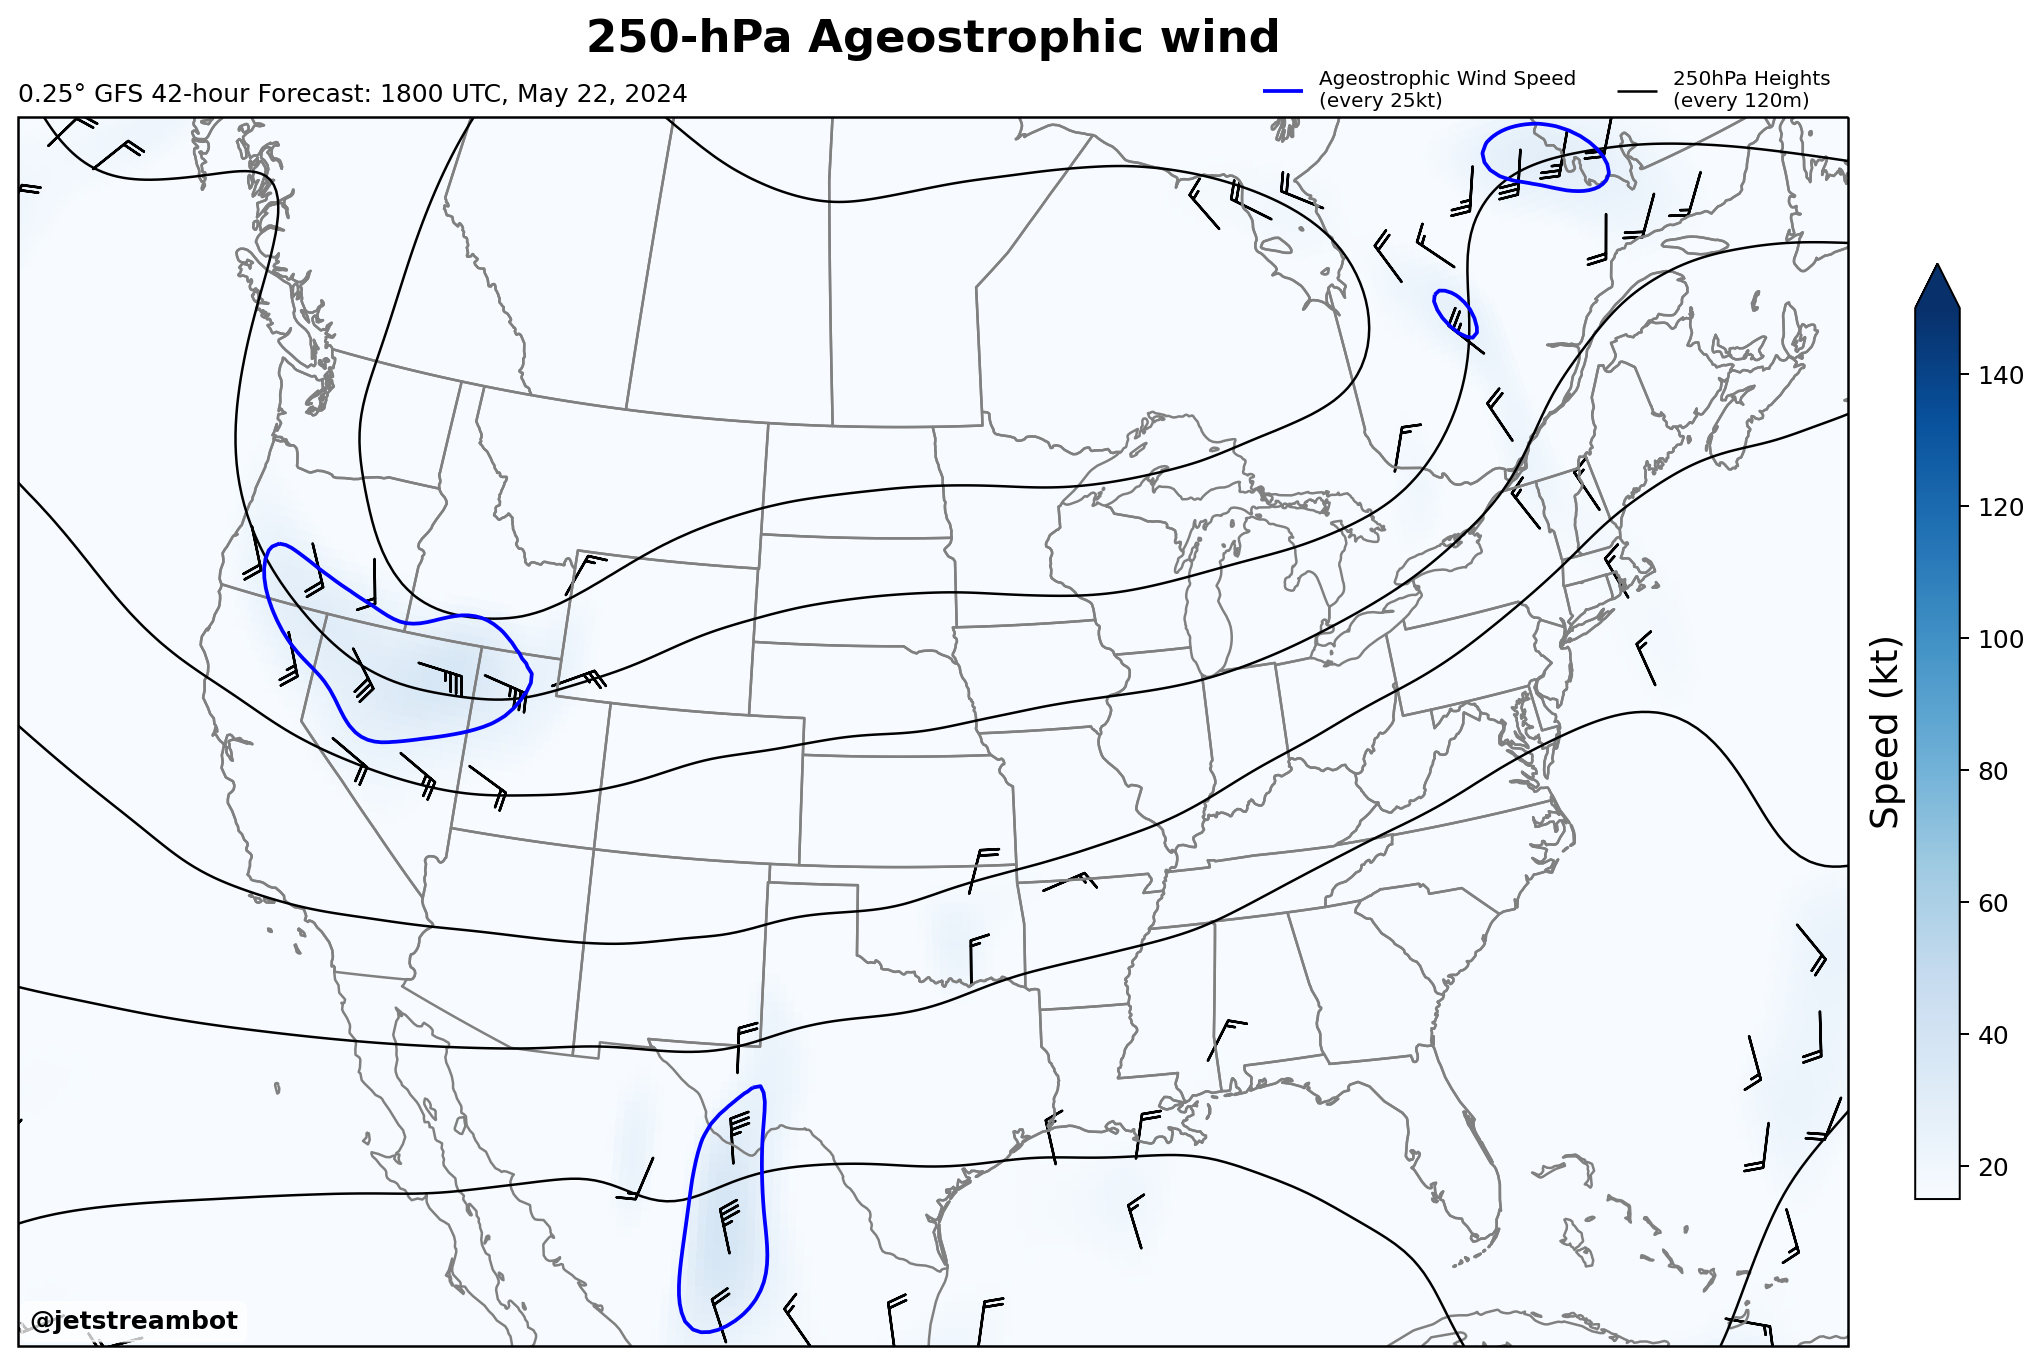 250-hPa Ageostrophic wind
0.25° GFS 42-hour Forecast: 1800 UTC, May 22, 2024
Ageostrophic Wind Speed
(every 25kt)
250hPa Heights
(every 120m)
140
120
100
80
60
40
20
Speed (kt)
@jetstreambot